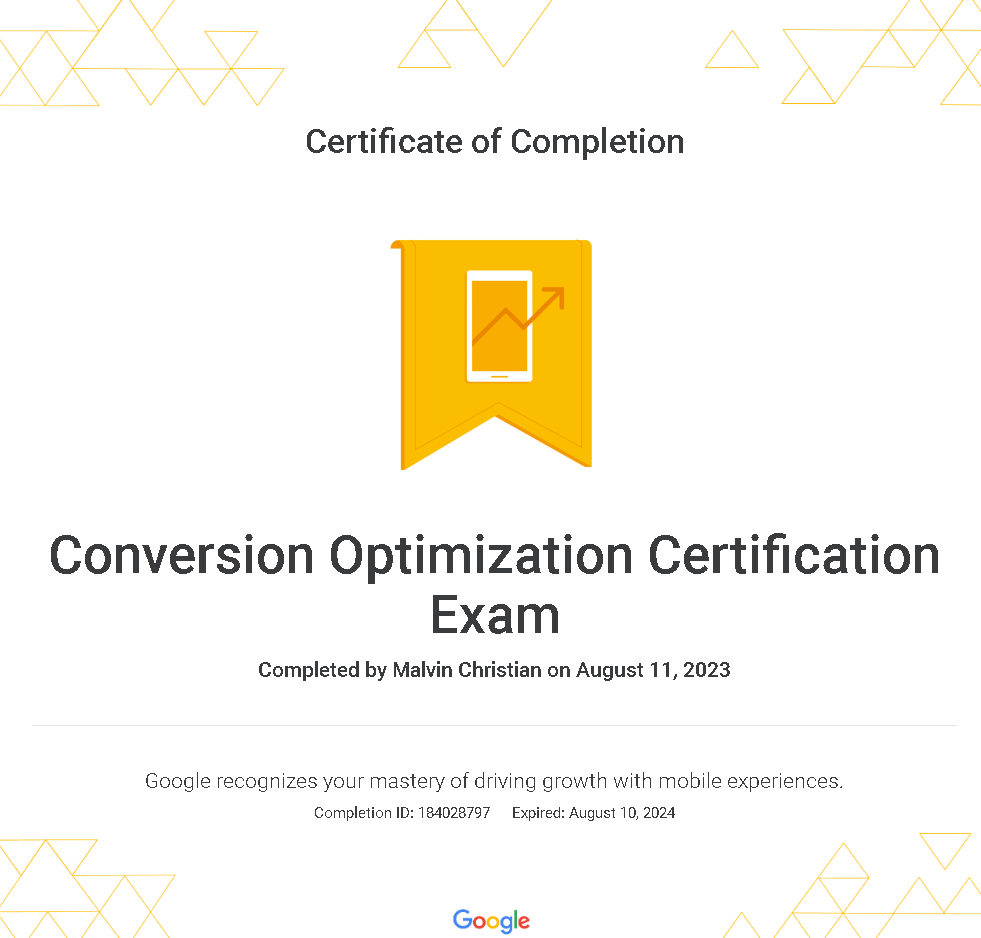 Certificate of Completion
Conversion Optimization Certification
Exam
Completed by Malvin Christian on August 11, 2023
Google recognizes your mastery of driving growth with mobile experiences.
Completion ID: 184028797 Expired: August 10, 2024
Google